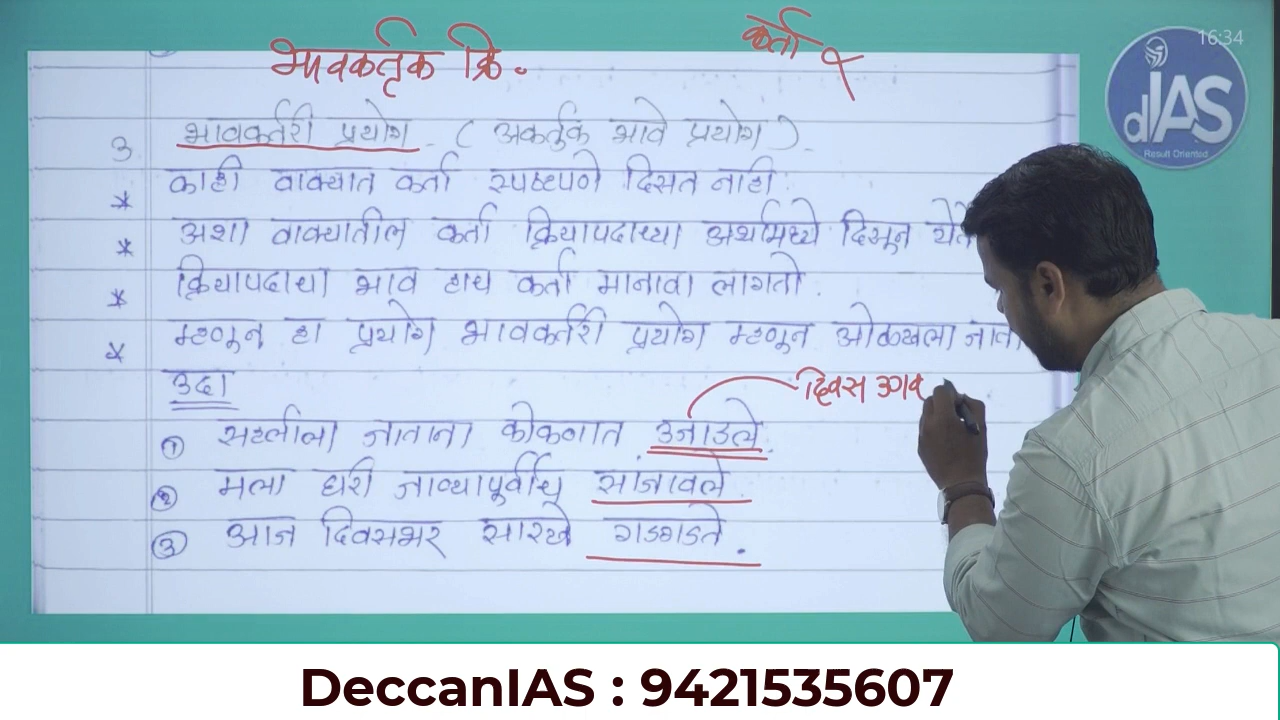 भावकर्तृक क्रि.
कर्ता
16:34
dIAS
Result Oriented
3 भावकर्तरी प्रयोग - (अकर्तुक भावे प्रयोग).
* काही वाक्यात कर्ता स्पष्टपणे दिसत नाही.
* अशा वाक्यातील कर्ता क्रियापदाच्या अर्थामध्ये दिसून येते
* क्रियापदाचा भाव हाच कर्ता मानावा लागतो.
* म्हणून हा प्रयोग भावकर्तरी प्रयोग म्हणून ओळखला जातो
उदा
दिवस उगव
① सहलीला जाताना कोकणात उजाडले.
② मला घरी जाण्यापूर्वीच सांजावले.
③ आज दिवसभर सारखे गडगडते.
DeccanIAS : 9421535607